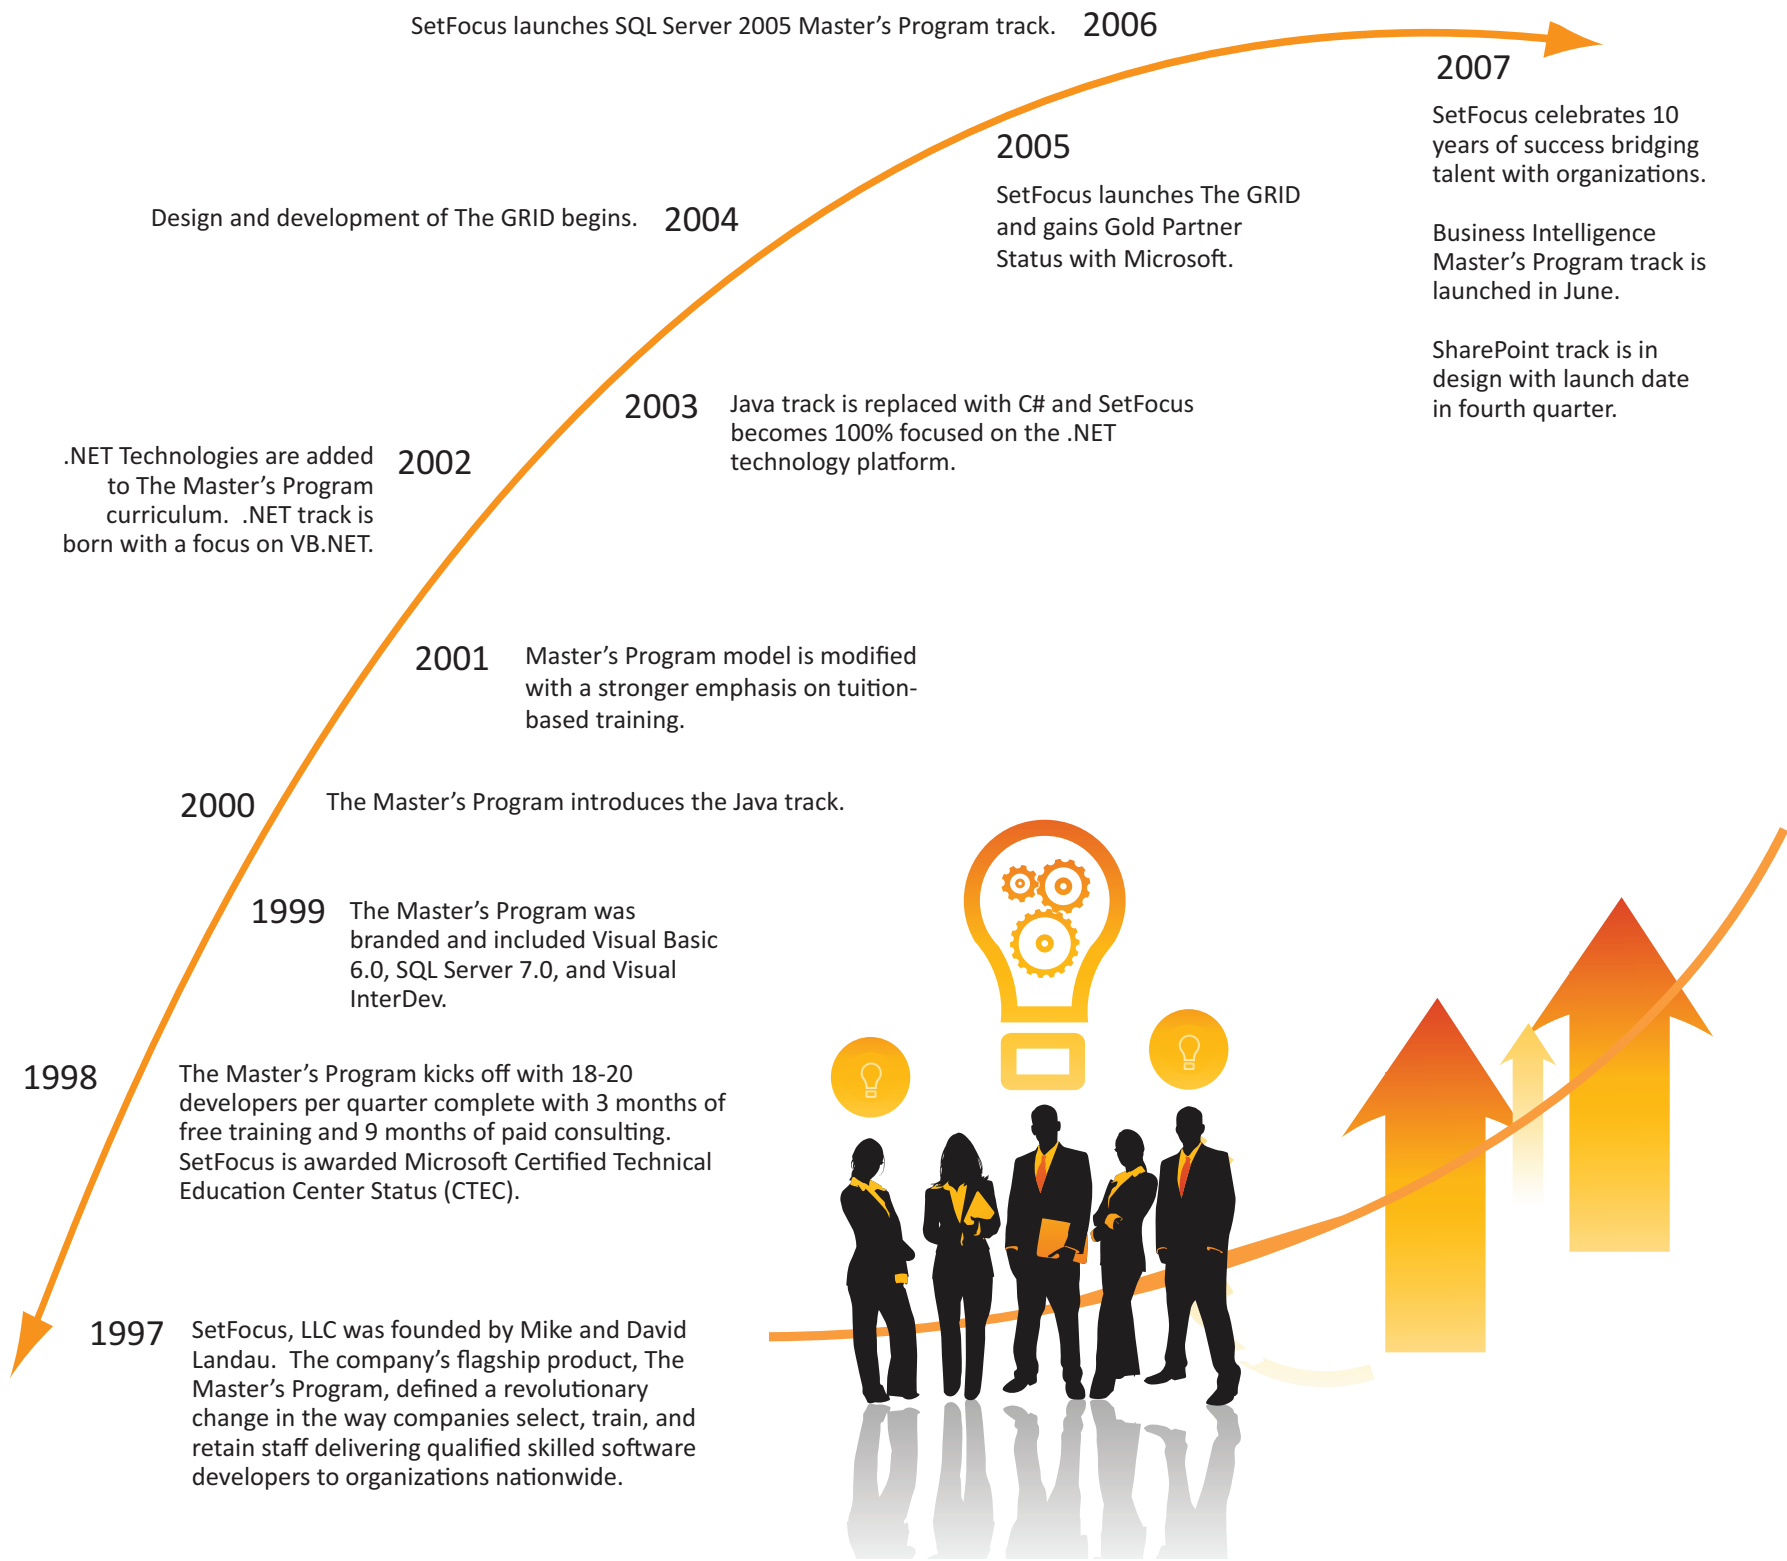 SetFocus launches SQL Server 2005 Master’s Program track. 2006
2007
SetFocus celebrates 10
years of success bridging
talent with organizations.
Business Intelligence
Master’s Program track is
launched in June.
SharePoint track is in
design with launch date
in fourth quarter.
2005
SetFocus launches The GRID
and gains Gold Partner
Status with Microsoft.
Design and development of The GRID begins. 2004
2003
Java track is replaced with C# and SetFocus
becomes 100% focused on the .NET
technology platform.
.NET Technologies are added
to The Master’s Program
curriculum. .NET track is
born with a focus on VB.NET.
2002
2001
Master’s Program model is modified
with a stronger emphasis on tuition-
based training.
2000 The Master’s Program introduces the Java track.
1999
The Master’s Program was
branded and included Visual Basic
6.0, SQL Server 7.0, and Visual
InterDev.
1998
The Master’s Program kicks off with 18-20
developers per quarter complete with 3 months of
free training and 9 months of paid consulting.
SetFocus is awarded Microsoft Certified Technical
Education Center Status (CTEC).
1997
SetFocus, LLC was founded by Mike and David
Landau. The company’s flagship product, The
Master’s Program, defined a revolutionary
change in the way companies select, train, and
retain staff delivering qualified skilled software
developers to organizations nationwide.